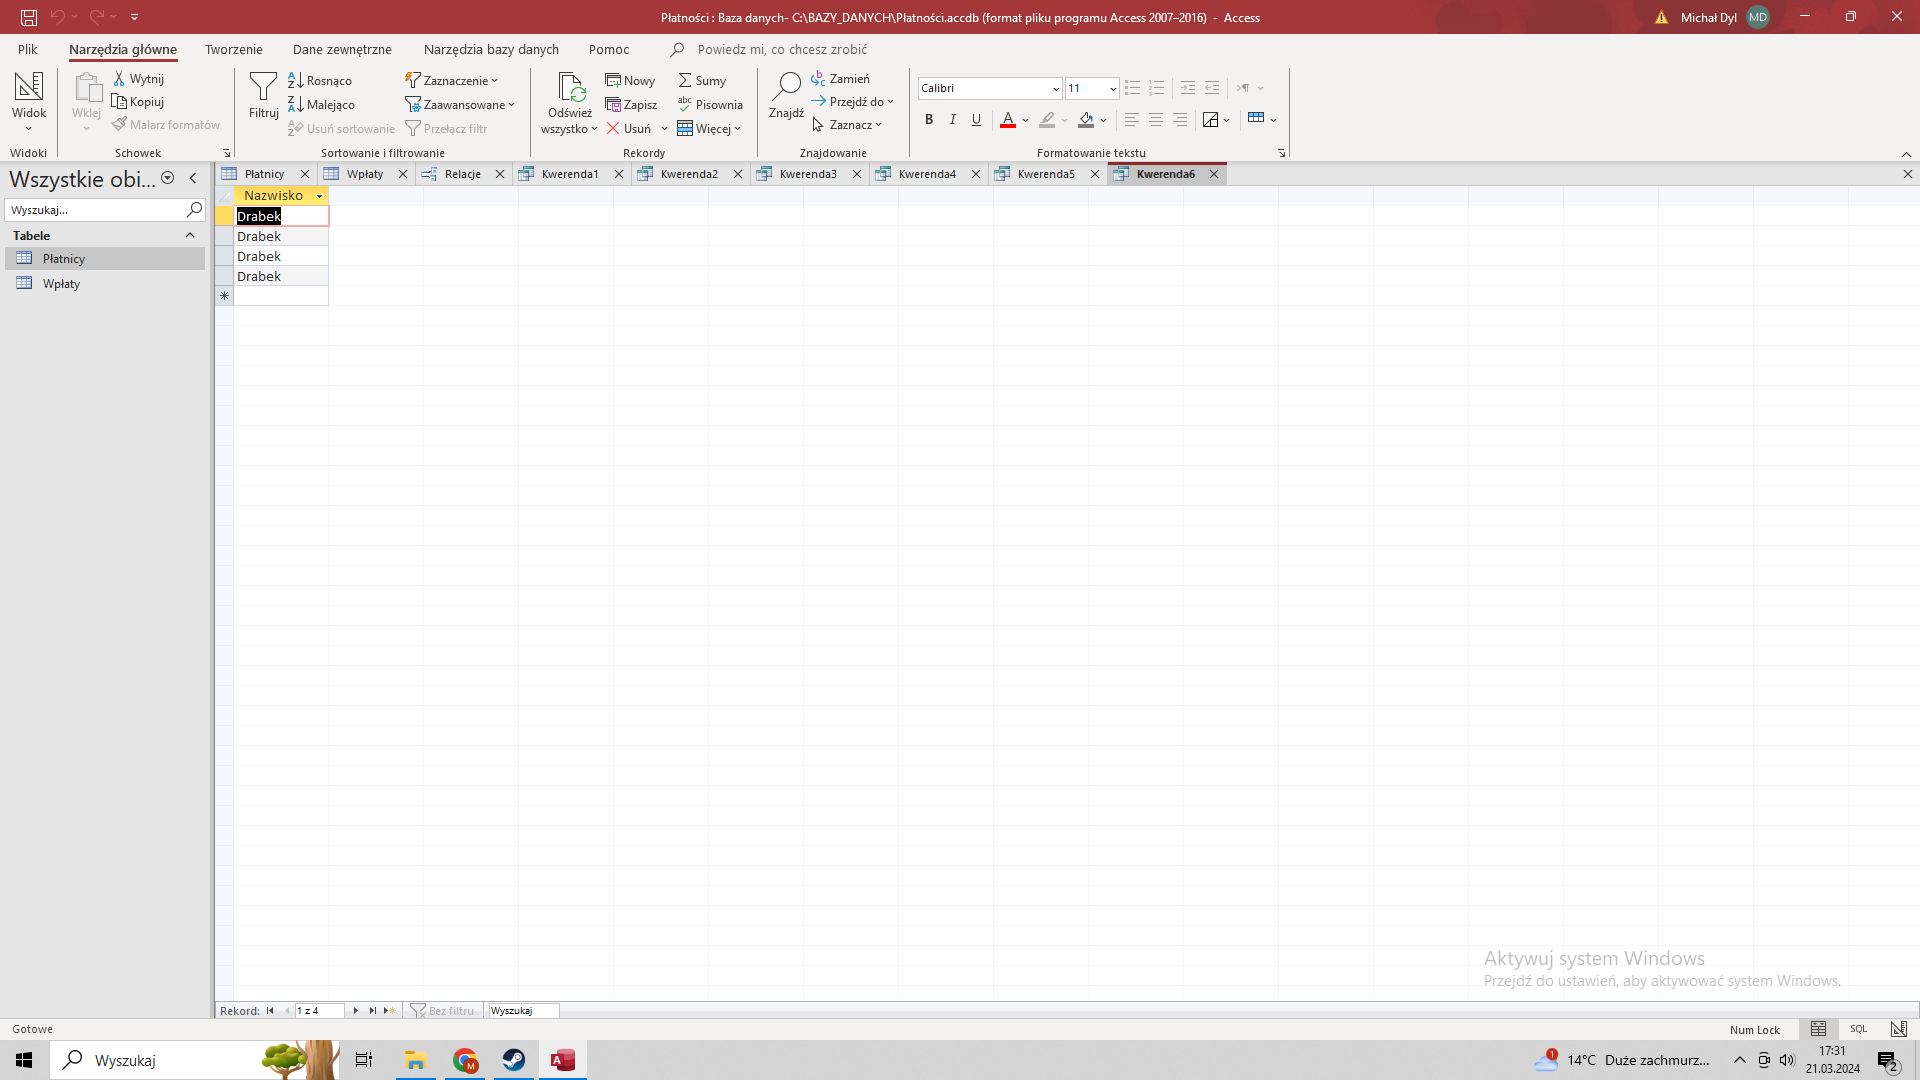 Płatności : Baza danych- C:\BAZY_DANYCH\Płatności.accdb (format pliku programu Access 2007–2016) - Access
Michał Dyl MD
Plik Narzędzia główne Tworzenie Dane zewnętrzne Narzędzia bazy danych Pomoc Powiedz mi, co chcesz zrobić
Widok
Widoki
Wklej
Wytnij
Kopiuj
Malarz formatów
Schowek
Filtruj
Rosnąco
Malejąco
Usuń sortowanie
Zaznaczenie
Zaawansowane
Przełącz filtr
Sortowanie i filtrowanie
Odśwież
wszystko
Nowy
Zapisz
Usuń
Sumy
Pisownia
Więcej
Rekordy
Znajdź
Zamień
Przejdź do
Zaznacz
Znajdowanie
Calibri 11
B I U A
Formatowanie tekstu
Wszystkie obi...
Wyszukaj...
Tabele
Płatnicy
Wpłaty
Płatnicy Wpłaty Relacje Kwerenda1 Kwerenda2 Kwerenda3 Kwerenda4 Kwerenda5 Kwerenda6
Nazwisko
Drabek
Drabek
Drabek
Drabek
Aktywuj system Windows
Przejdź do ustawień, aby aktywować system Windows.
Rekord: 1 z 4 Bez filtru Wyszukaj
Gotowe Num Lock SQL
Wyszukaj
1 14°C Duże zachmurz... 17:31
21.03.2024 2